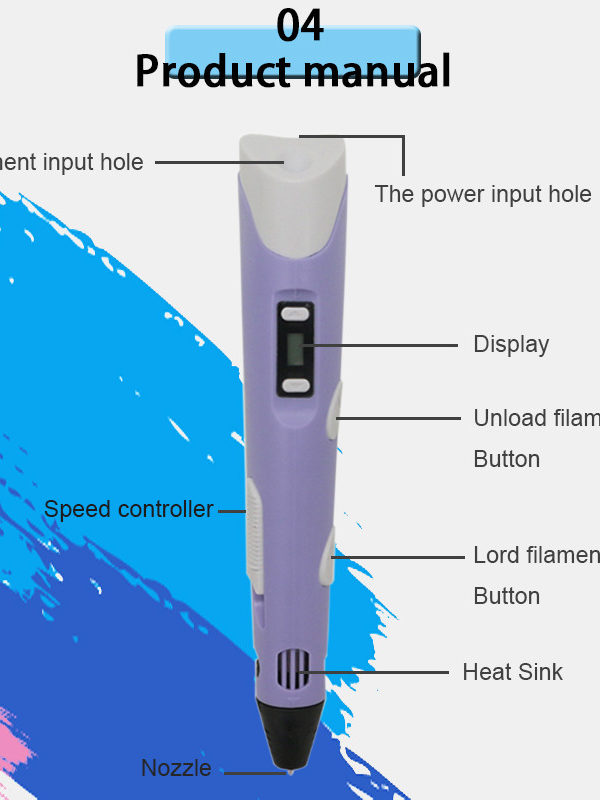 04
Product manual
nent input hole
The power input hole
Display
Unload filam
Button
Speed controller
Lord filamen
Button
Heat Sink
Nozzle